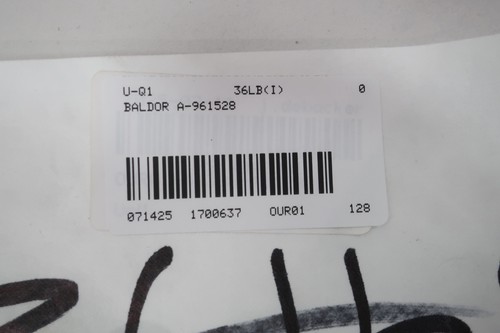 U-Q1 36LB(I) 0
BALDOR A-961528
071425 1700637 OUR01 128